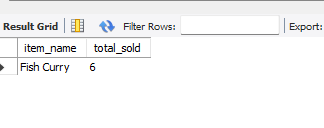 Result Grid Filter Rows: Export:
item_name total_sold
Fish Curry 6